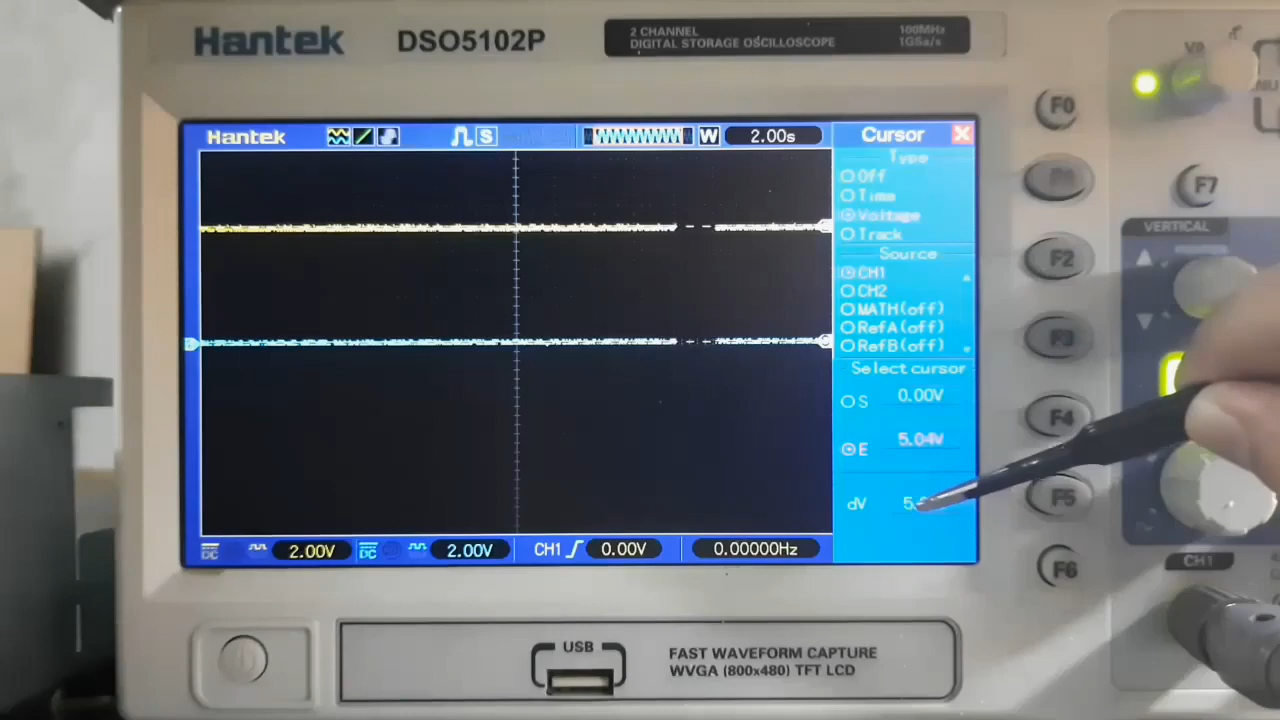 Hantek DSO5102P 2 CHANNEL 100MHz
DIGITAL STORAGE OSCILLOSCOPE 1GSa/s
F0
Hantek S W 2.00s Cursor
Type
Off
Time
Voltage
Track
Source
CH1
CH2
MATH(off)
RefA(off)
RefB(off)
Select cursor
S 0.00V
E 5.04V
dV
DC 2.00V DC 2.00V CH1 0.00V 0.00000Hz
F2
F3
F4
F5
F6
F7
VERTICAL
CH1
USB
FAST WAVEFORM CAPTURE
WVGA (800x480) TFT LCD